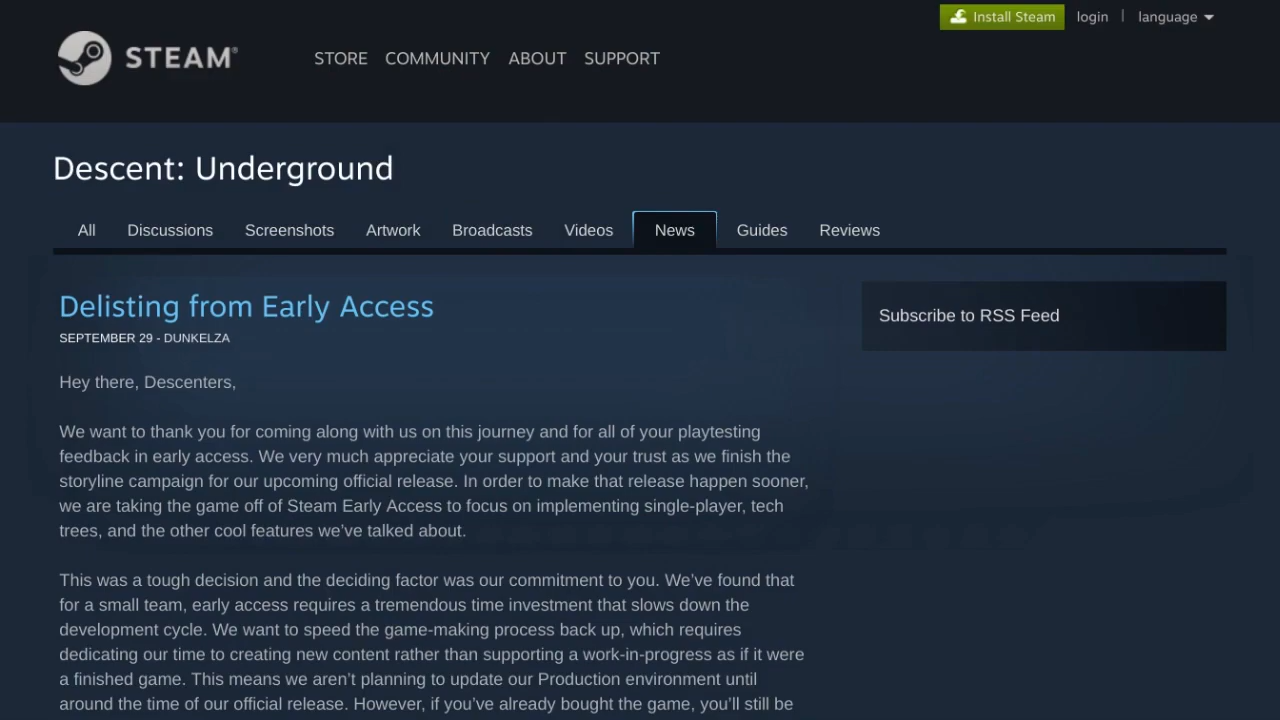 Install Steam login | language
STEAM®
STORE COMMUNITY ABOUT SUPPORT
Descent: Underground
All Discussions Screenshots Artwork Broadcasts Videos News Guides Reviews
Delisting from Early Access
SEPTEMBER 29 - DUNKELZA
Subscribe to RSS Feed
Hey there, Descenters,
We want to thank you for coming along with us on this journey and for all of your playtesting
feedback in early access. We very much appreciate your support and your trust as we finish the
storyline campaign for our upcoming official release. In order to make that release happen sooner,
we are taking the game off of Steam Early Access to focus on implementing single-player, tech
trees, and the other cool features we’ve talked about.
This was a tough decision and the deciding factor was our commitment to you. We’ve found that
for a small team, early access requires a tremendous time investment that slows down the
development cycle. We want to speed the game-making process back up, which requires
dedicating our time to creating new content rather than supporting a work-in-progress as if it were
a finished game. This means we aren’t planning to update our Production environment until
around the time of our official release. However, if you’ve already bought the game, you’ll still be